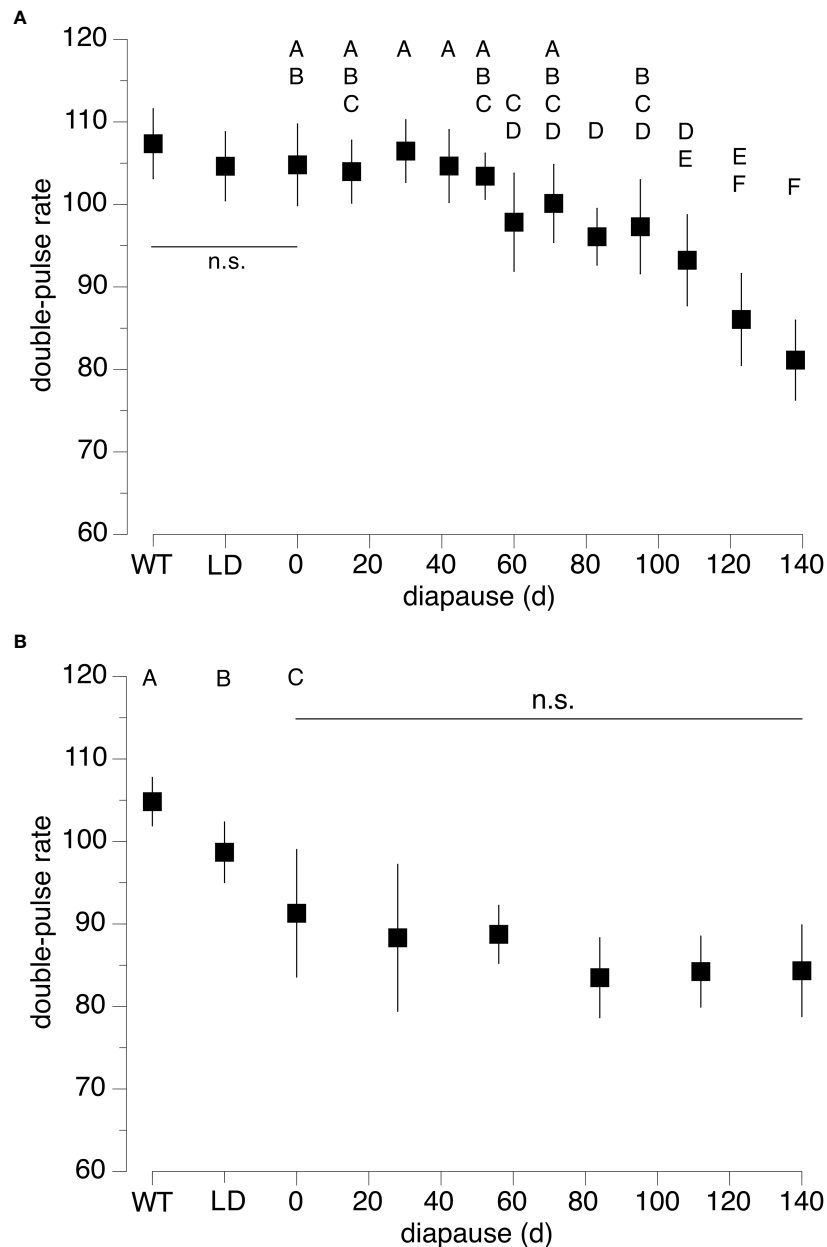 A
120
110
100
90
80
70
60
double-pulse rate
A A A A A A
B B B B B
C C C C C
D D D D D
E E
F F
n.s.
WT LD 0 20 40 60 80 100 120 140
diapause (d)
B
120
110
100
90
80
70
60
double-pulse rate
A B C
n.s.
WT LD 0 20 40 60 80 100 120 140
diapause (d)